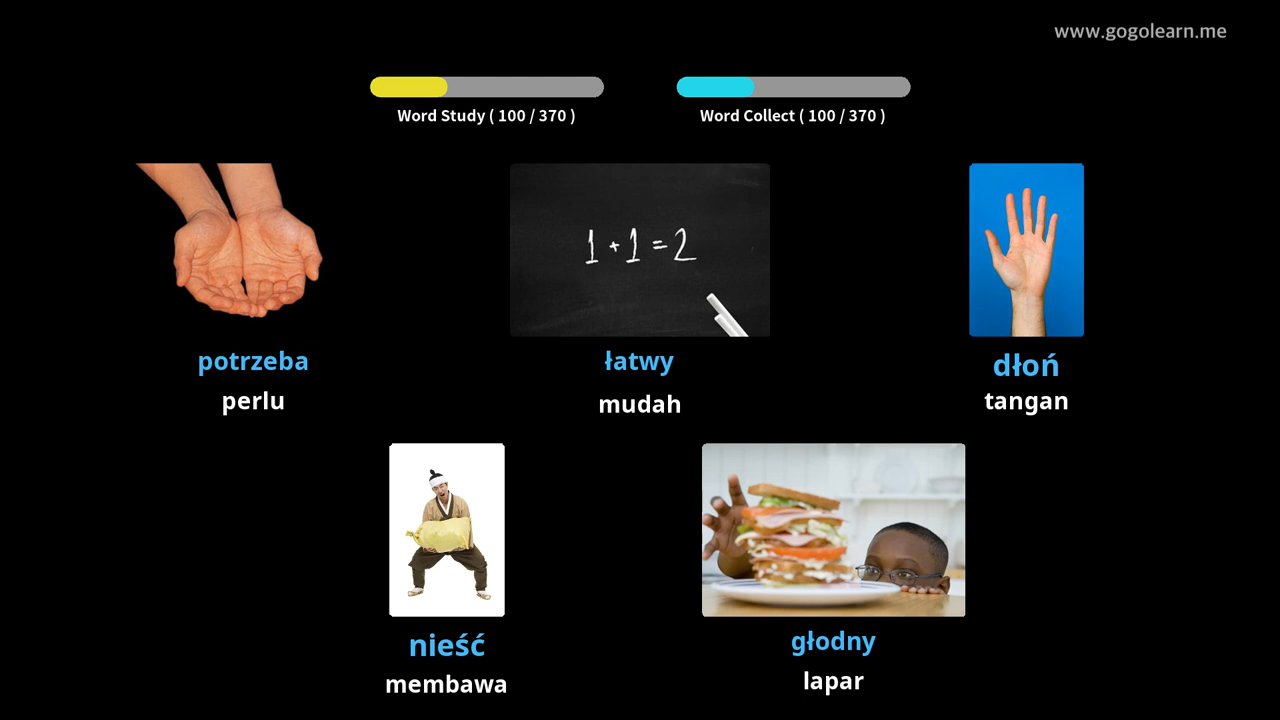 www.gogolearn.me
Word Study ( 100 / 370 )
Word Collect ( 100 / 370 )
1 + 1 = 2
potrzeba
perlu
łatwy
mudah
dłoń
tangan
nieść
membawa
głodny
lapar